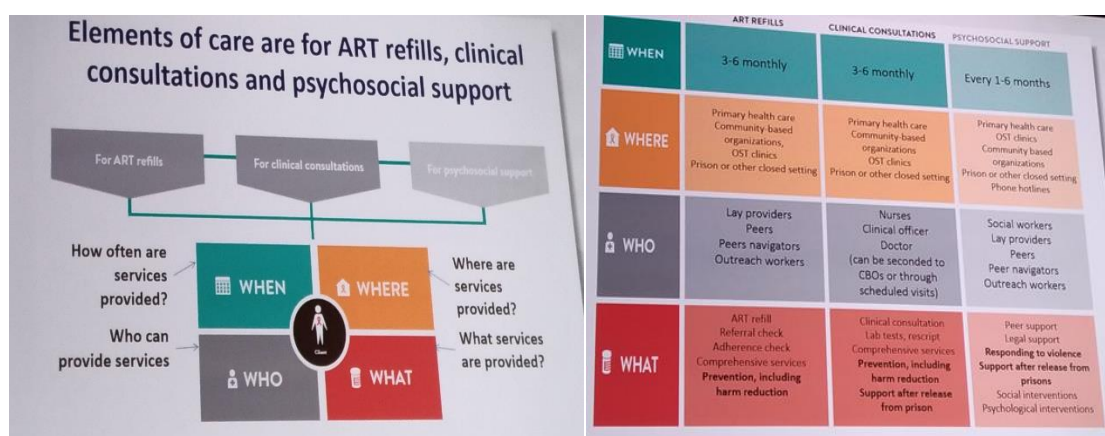 Elements of care are for ART refills, clinical
consultations and psychosocial support
For ART refills
For clinical consultations
For psychosocial support
How often are
services
provided?
WHEN
WHERE
Where are
services
provided?
Who can
provide services
Client
What services
are provided?
WHO
WHAT
ART REFILLS
CLINICAL CONSULTATIONS
PSYCHOSOCIAL SUPPORT
WHEN
3-6 monthly
3-6 monthly
Every 1-6 months
WHERE
Primary health care
Community-based
organizations,
OST clinics
Prison or other closed setting
Primary health care
Community-based
organizations
OST clinics
Prison or other closed setting
Primary health care
OST clinics
Community based
organizations
Prison or other closed setting
Phone hotlines
WHO
Lay providers
Peers
Peers navigators
Outreach workers
Nurses
Clinical officer
Doctor
(can be seconded to
CBOs or through
scheduled visits)
Social workers
Lay providers
Peers
Peer navigators
Outreach workers
WHAT
ART refill
Referral check
Adherence check
Comprehensive services
Prevention, including
harm reduction
Clinical consultation
Lab tests, rescript
Comprehensive services
Prevention, including
harm reduction
Support after release
from prison
Peer support
Legal support
Responding to violence
Support after release from
prisons
Social interventions
Psychological interventions